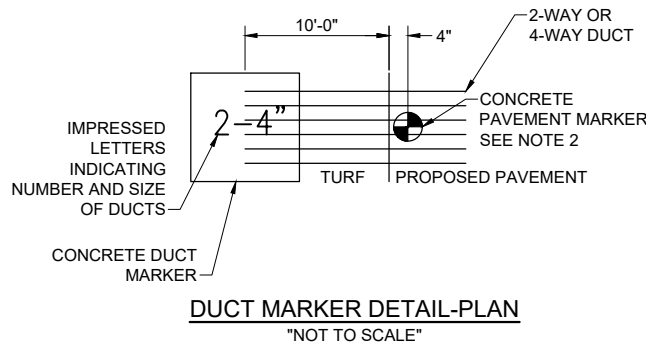 10'-0"
4"
2-WAY OR
4-WAY DUCT
2-4"
CONCRETE
PAVEMENT MARKER
SEE NOTE 2
IMPRESSED
LETTERS
INDICATING
NUMBER AND SIZE
OF DUCTS
TURF
PROPOSED PAVEMENT
CONCRETE DUCT
MARKER
DUCT MARKER DETAIL-PLAN
"NOT TO SCALE"